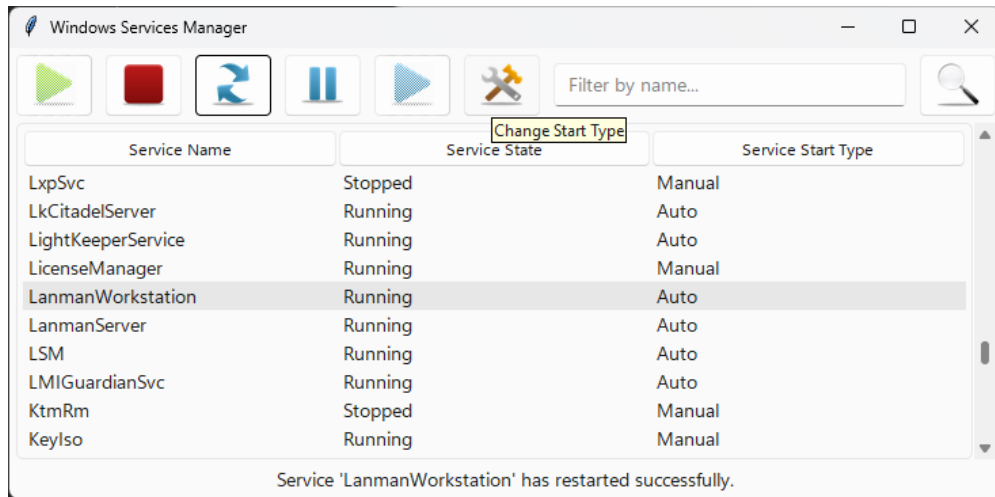 Windows Services Manager
Filter by name...
Change Start Type
Service Name Service State Service Start Type
LxpSvc Stopped Manual
LkCitadelServer Running Auto
LightKeeperService Running Auto
LicenseManager Running Manual
LanmanWorkstation Running Auto
LanmanServer Running Auto
LSM Running Auto
LMIGuardianSvc Running Auto
KtmRm Stopped Manual
KeyIso Running Manual
Service 'LanmanWorkstation' has restarted successfully.